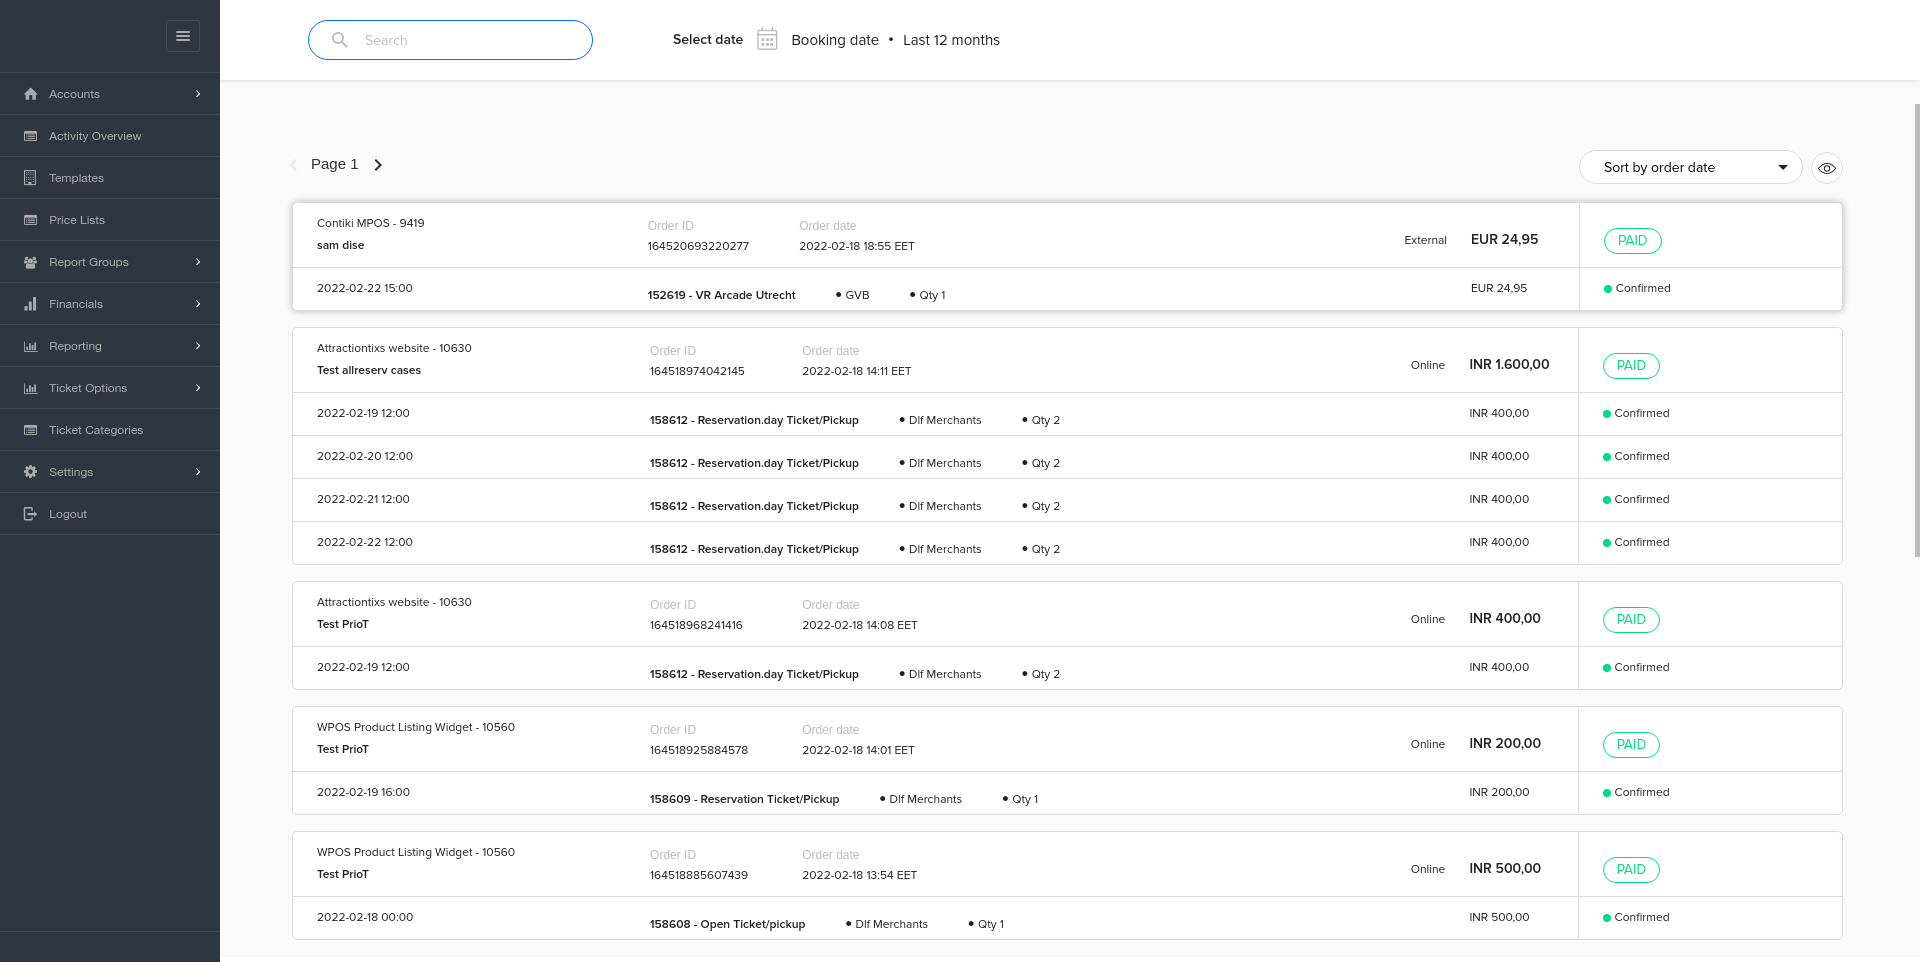 Search
Select date Booking date • Last 12 months
Accounts
Activity Overview
Templates
Price Lists
Report Groups
Financials
Reporting
Ticket Options
Ticket Categories
Settings
Logout
Page 1
Sort by order date
Contiki MPOS - 9419
sam dise
Order ID
164520693220277
Order date
2022-02-18 18:55 EET
External
EUR 24,95
PAID
2022-02-22 15:00
152619 - VR Arcade Utrecht • GVB • Qty 1
EUR 24,95
Confirmed
Attractiontixs website - 10630
Test allreserv cases
Order ID
164518974042145
Order date
2022-02-18 14:11 EET
Online
INR 1.600,00
PAID
2022-02-19 12:00
158612 - Reservation.day Ticket/Pickup • Dlf Merchants • Qty 2
INR 400,00
Confirmed
2022-02-20 12:00
158612 - Reservation.day Ticket/Pickup • Dlf Merchants • Qty 2
INR 400,00
Confirmed
2022-02-21 12:00
158612 - Reservation.day Ticket/Pickup • Dlf Merchants • Qty 2
INR 400,00
Confirmed
2022-02-22 12:00
158612 - Reservation.day Ticket/Pickup • Dlf Merchants • Qty 2
INR 400,00
Confirmed
Attractiontixs website - 10630
Test PrioT
Order ID
164518968241416
Order date
2022-02-18 14:08 EET
Online
INR 400,00
PAID
2022-02-19 12:00
158612 - Reservation.day Ticket/Pickup • Dlf Merchants • Qty 2
INR 400,00
Confirmed
WPOS Product Listing Widget - 10560
Test PrioT
Order ID
164518925884578
Order date
2022-02-18 14:01 EET
Online
INR 200,00
PAID
2022-02-19 16:00
158609 - Reservation Ticket/Pickup • Dlf Merchants • Qty 1
INR 200,00
Confirmed
WPOS Product Listing Widget - 10560
Test PrioT
Order ID
164518885607439
Order date
2022-02-18 13:54 EET
Online
INR 500,00
PAID
2022-02-18 00:00
158608 - Open Ticket/pickup • Dlf Merchants • Qty 1
INR 500,00
Confirmed